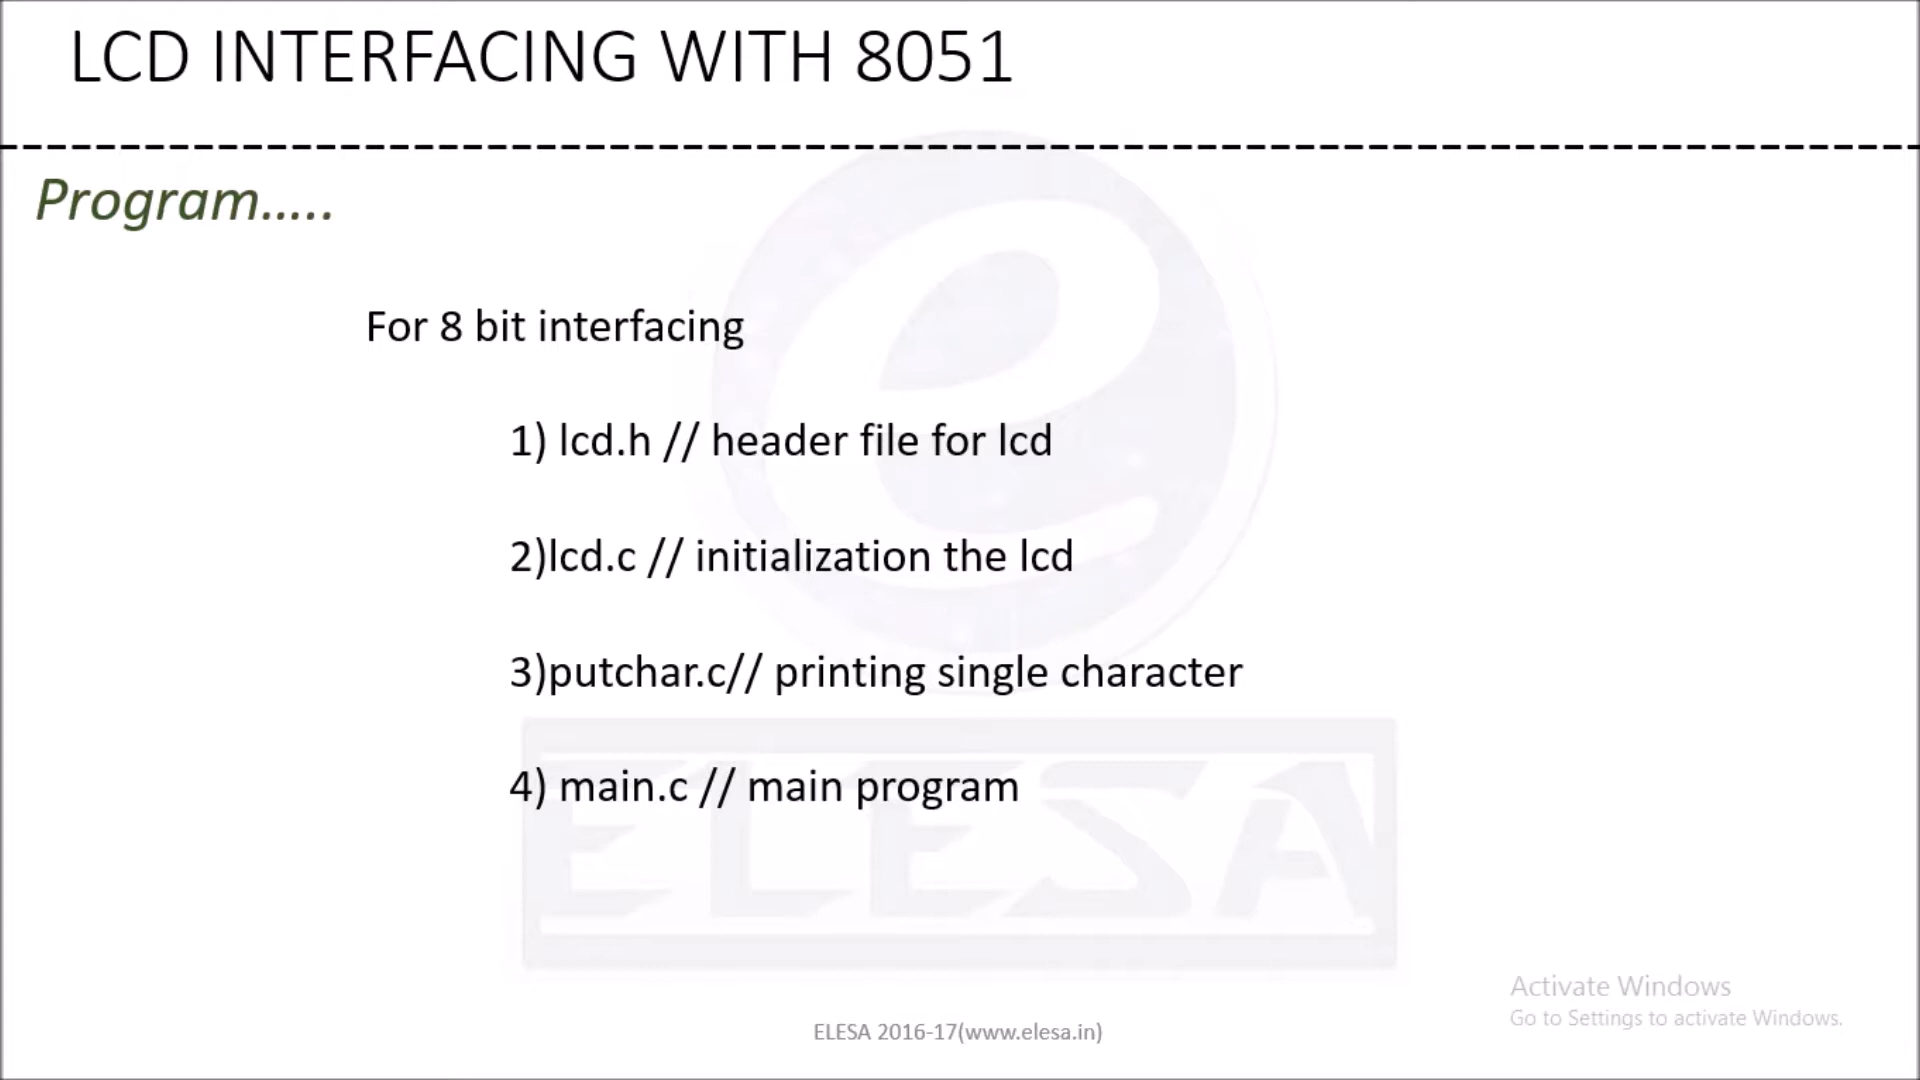 LCD INTERFACING WITH 8051
Program.....
For 8 bit interfacing
1) lcd.h // header file for lcd
2)lcd.c // initialization the lcd
3)putchar.c// printing single character
4) main.c // main program
ELESA
Activate Windows
Go to Settings to activate Windows.
ELESA 2016-17(www.elesa.in)